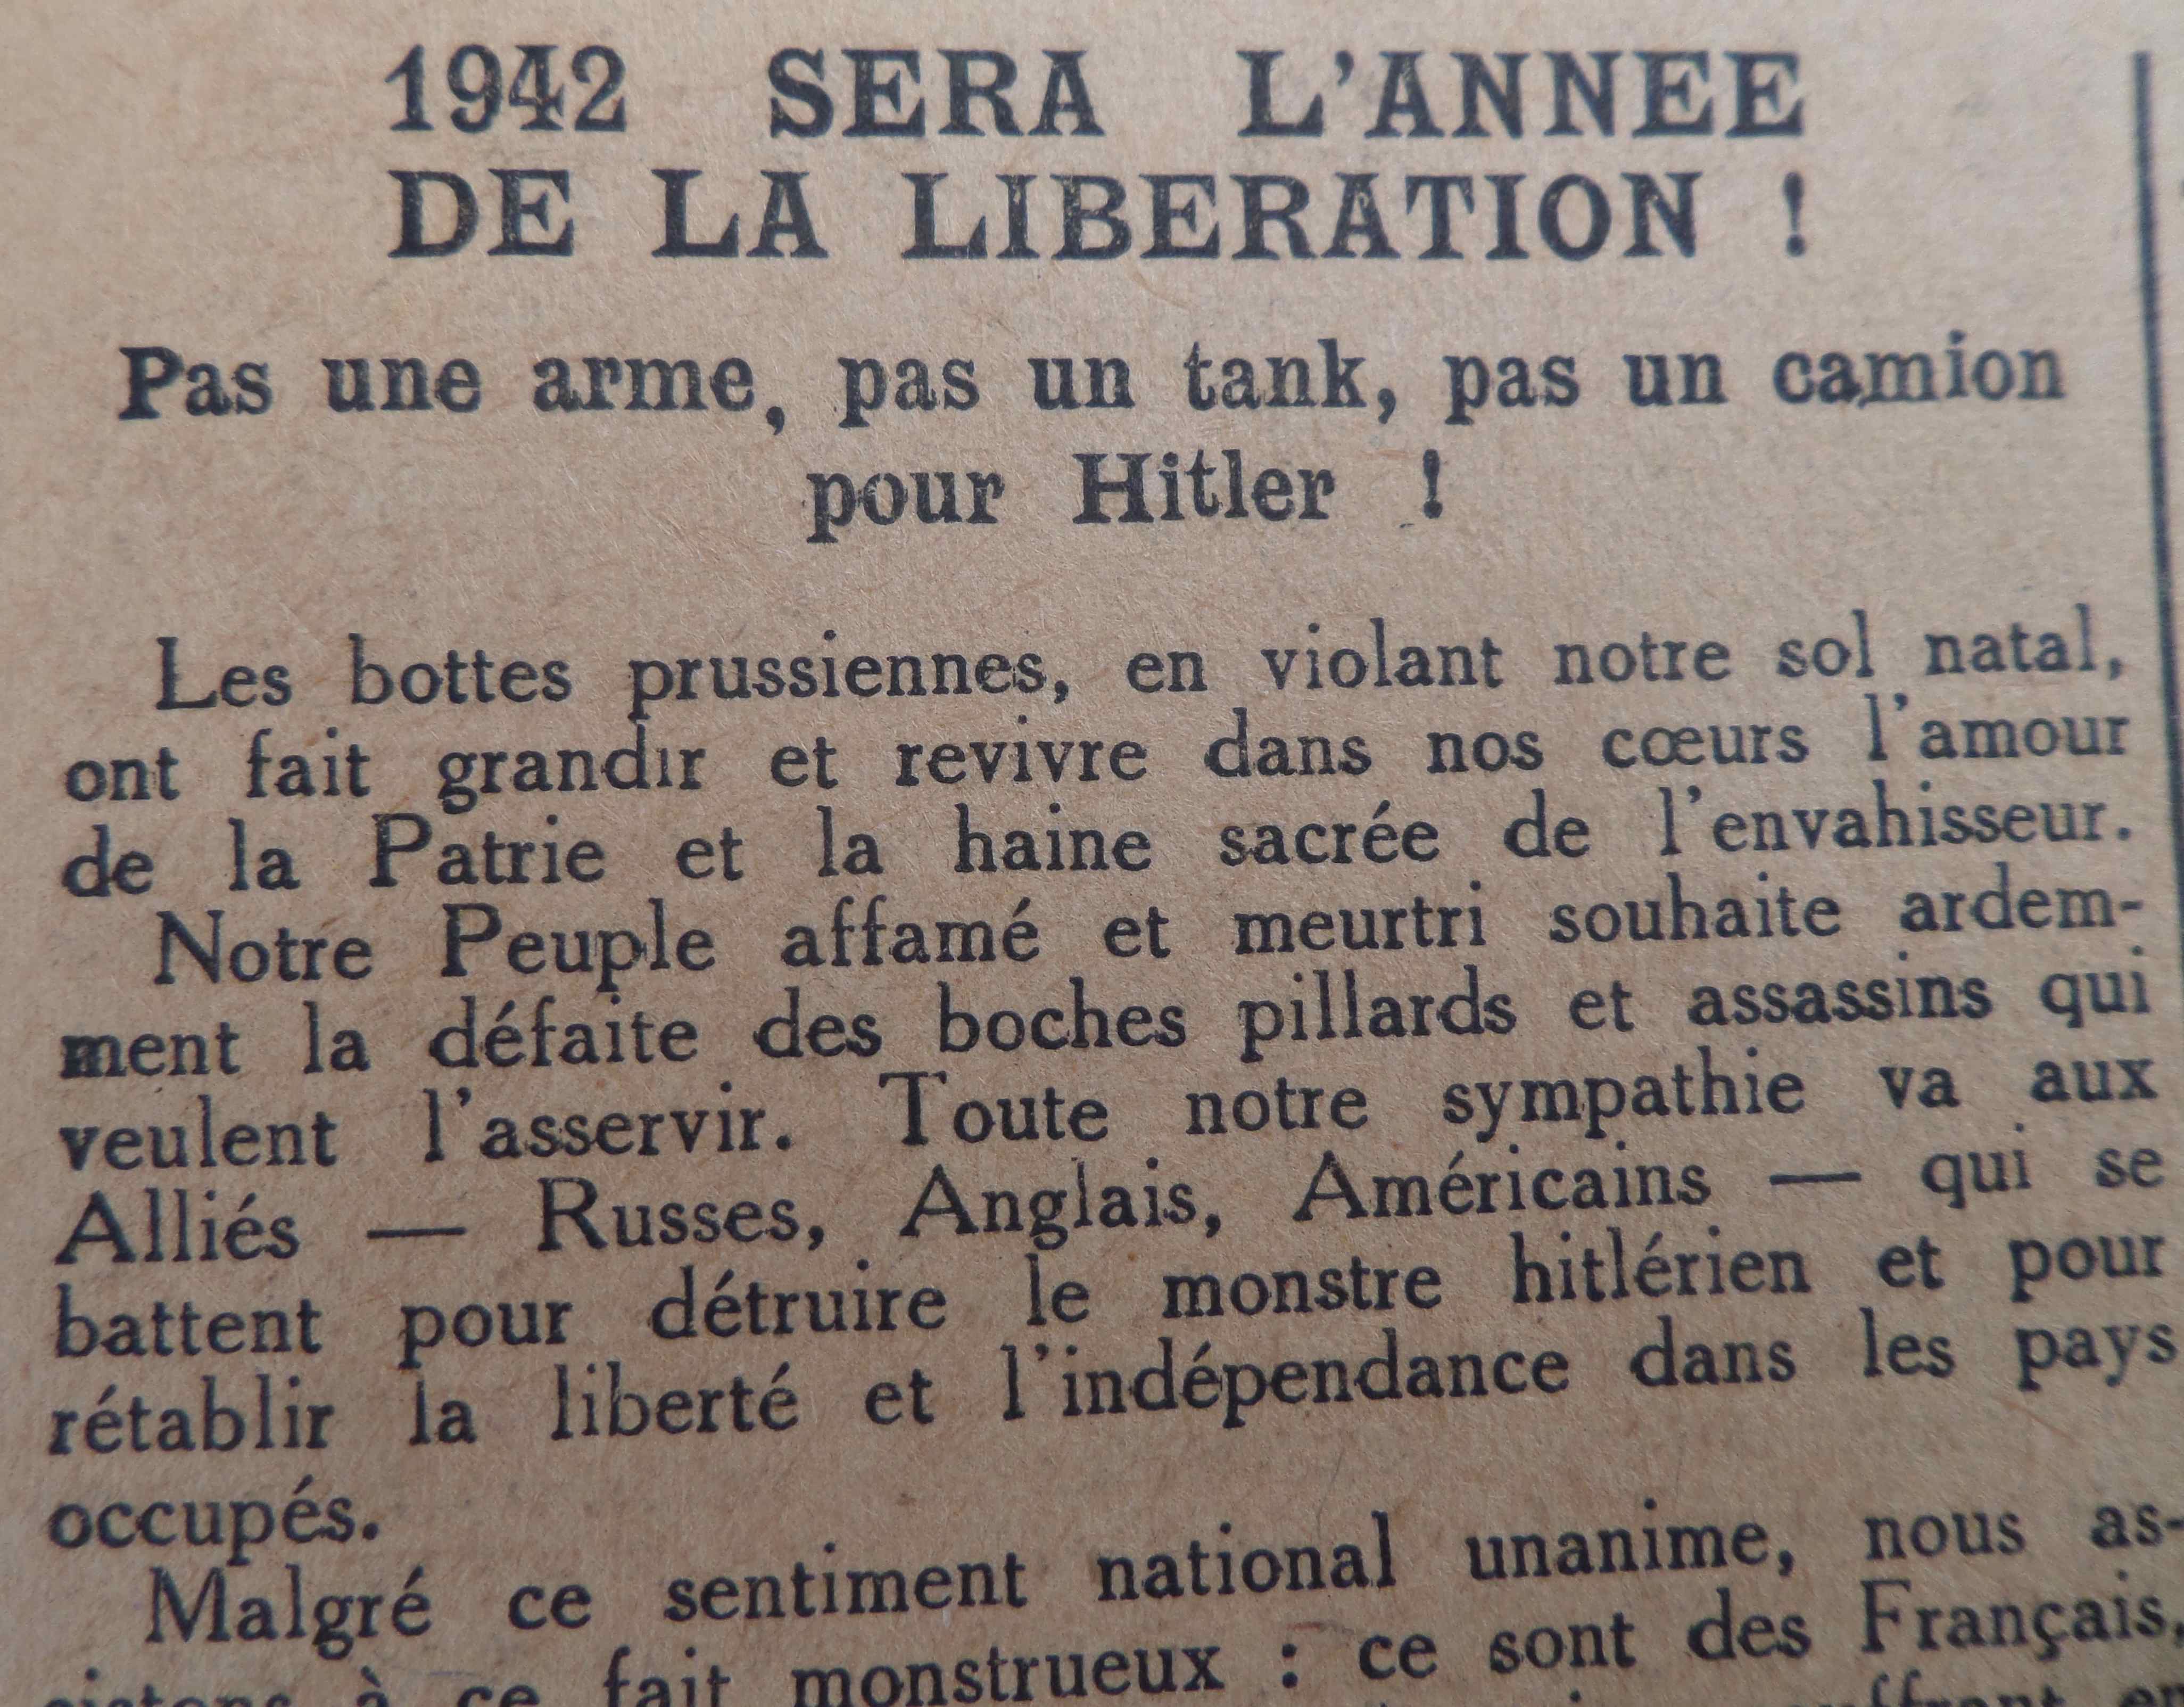 1942 SERA L'ANNEE
DE LA LIBERATION !
Pas une arme, pas un tank, pas un camion
pour Hitler !
Les bottes prussiennes, en violant notre sol natal,
ont fait grandir et revivre dans nos cœurs l'amour
de la Patrie et la haine sacrée de l'envahisseur.
Notre Peuple affamé et meurtri souhaite ardem-
ment la défaite des boches pillards et assassins qui
veulent l'asservir. Toute notre sympathie va aux
Alliés — Russes, Anglais, Américains — qui se
battent pour détruire le monstre hitlérien et pour
rétablir la liberté et l'indépendance dans les pays
occupés.
Malgré ce sentiment national unanime, nous as-
sistons à ce fait monstrueux : ce sont des Français,